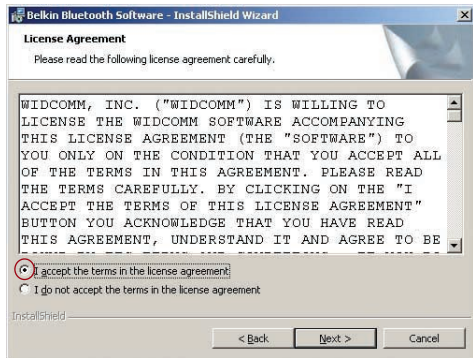 Belkin Bluetooth Software - InstallShield Wizard
License Agreement
Please read the following license agreement carefully.
WIDCOMM, INC. ("WIDCOMM") IS WILLING TO
LICENSE THE WIDCOMM SOFTWARE ACCOMPANYING
THIS LICENSE AGREEMENT (THE "SOFTWARE") TO
YOU ONLY ON THE CONDITION THAT YOU ACCEPT ALL
OF THE TERMS IN THIS AGREEMENT. PLEASE READ
THE TERMS CAREFULLY. BY CLICKING ON THE "I
ACCEPT THE TERMS OF THIS LICENSE AGREEMENT"
BUTTON YOU ACKNOWLEDGE THAT YOU HAVE READ
THIS AGREEMENT, UNDERSTAND IT AND AGREE TO BE
I accept the terms in the license agreement
I do not accept the terms in the license agreement
InstallShield
< Back Next > Cancel